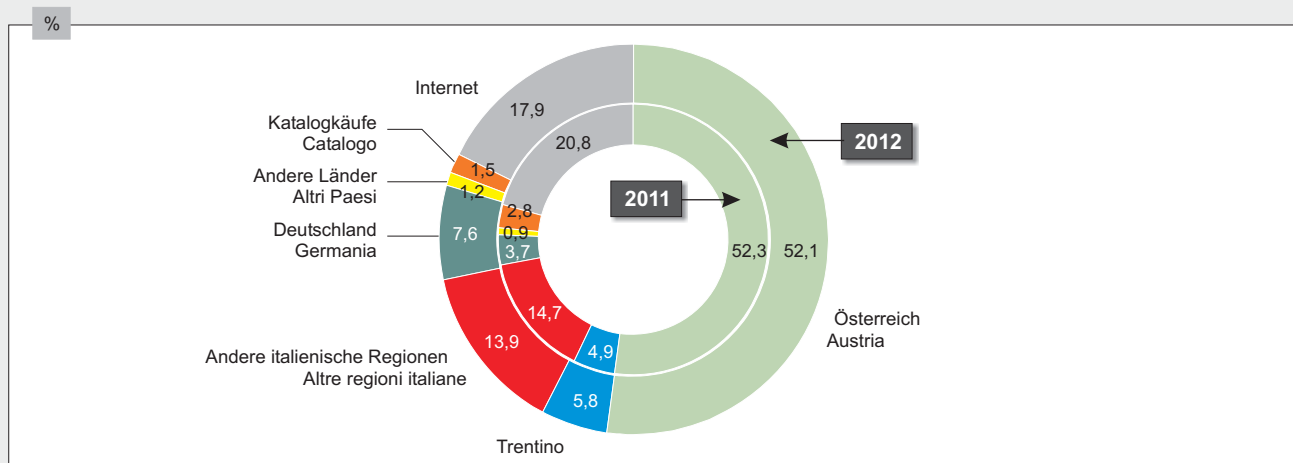 %
Internet
17,9
Katalogkäufe
Catalogo
20,8
2012
1,5
Andere Länder
Altri Paesi
1,2
2011
2,8
Deutschland
Germania
7,6
0,9
3,7
52,3
52,1
14,7
Österreich
Austria
13,9
Andere italienische Regionen
Altre regioni italiane
4,9
5,8
Trentino